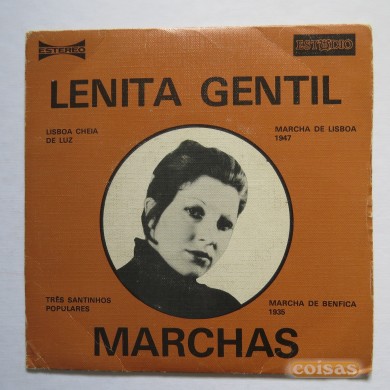 ESTEREO
ESTÚDIO
LENITA GENTIL
LISBOA CHEIA
DE LUZ
MARCHA DE LISBOA
1947
TRÊS SANTINHOS
POPULARES
MARCHA DE BENFICA
1935
MARCHAS
coisas